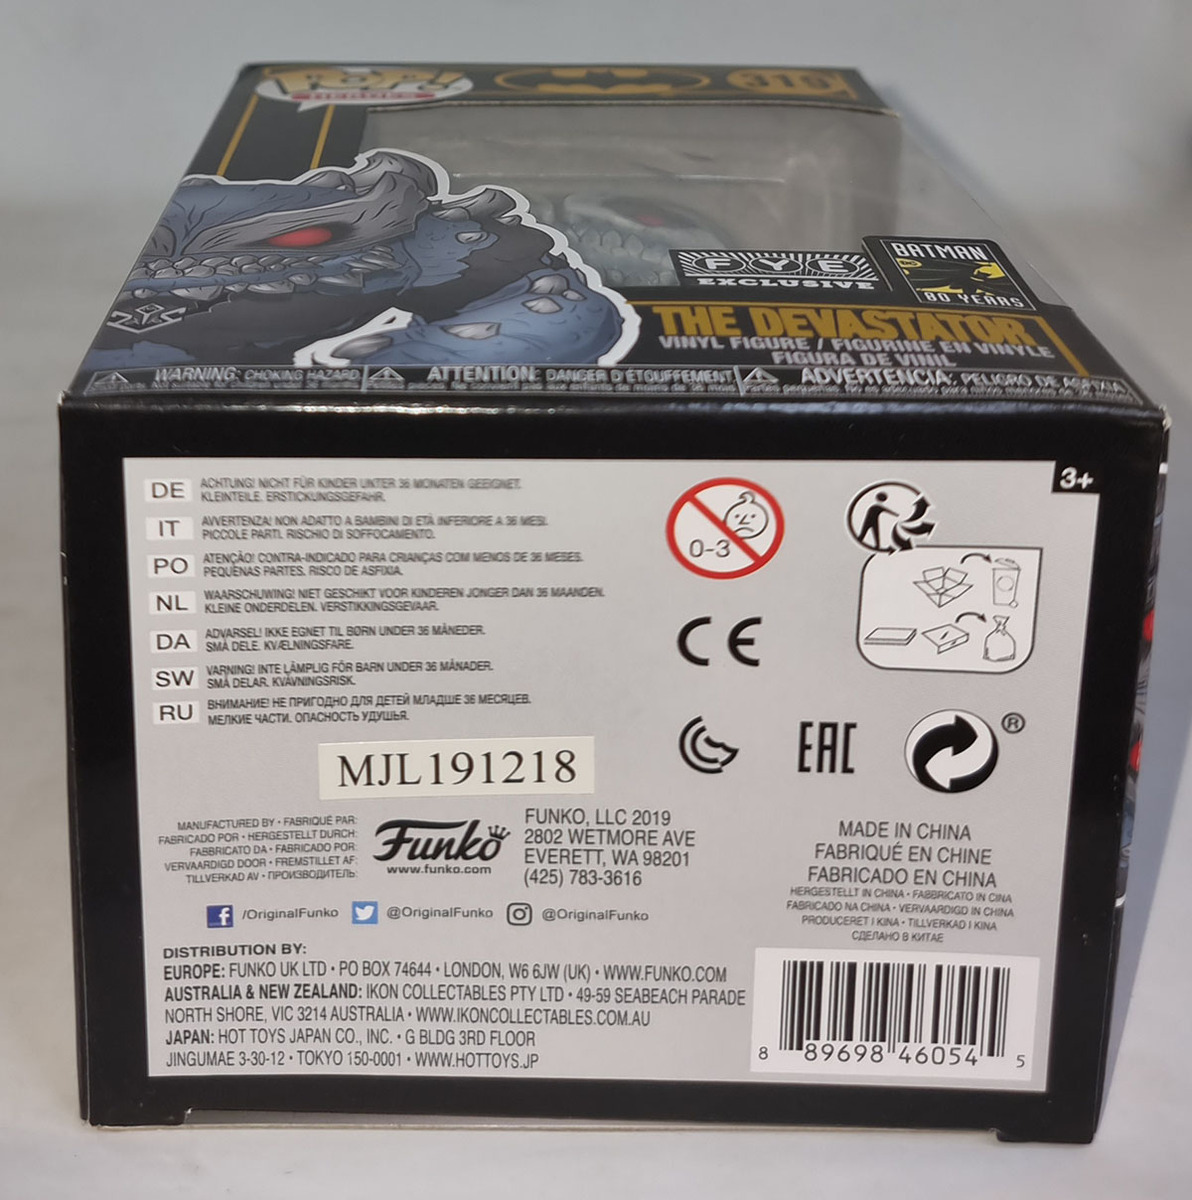 POP!
HEROES
316
FYE
EXCLUSIVE
BATMAN
DC
80 YEARS
THE DEVASTATOR
VINYL FIGURE / FIGURINE EN VINYLE
FIGURA DE VINIL
WARNING: CHOKING HAZARD.
ATTENTION: DANGER D'ÉTOUFFEMENT
ADVERTENCIA: PELIGRO DE ASFIXIA
3+
DE ACHTUNG! NICHT FÜR KINDER UNTER 36 MONATEN GEEIGNET.
KLEINTEILE. ERSTICKUNGSGEFAHR.
IT AVVERTENZA! NON ADATTO A BAMBINI DI ETÀ INFERIORE A 36 MESI.
PICCOLE PARTI. RISCHIO DI SOFFOCAMENTO.
PO ATENÇÃO! CONTRA-INDICADO PARA CRIANÇAS COM MENOS DE 36 MESES.
PEQUENAS PARTES. RISCO DE ASFIXIA.
NL WAARSCHUWING! NIET GESCHIKT VOOR KINDEREN JONGER DAN 36 MAANDEN.
KLEINE ONDERDELEN. VERSTIKKINGSGEVAAR.
DA ADVARSEL! IKKE EGNET TIL BØRN UNDER 36 MÅNEDER.
SMÅ DELE. KVÆLNINGSFARE.
SW VARNING! INTE LÄMPLIG FÖR BARN UNDER 36 MÅNADER.
SMÅ DELAR. KVÄVNINGSRISK.
RU ВНИМАНИЕ! НЕ ПРИГОДНО ДЛЯ ДЕТЕЙ МЛАДШЕ 36 МЕСЯЦЕВ.
МЕЛКИЕ ЧАСТИ. ОПАСНОСТЬ УДУШЬЯ.
0-3
CE
EAC
®
MJL191218
MANUFACTURED BY • FABRIQUÉ PAR:
FABRICADO POR • HERGESTELLT DURCH:
FABBRICATO DA • FABRICADO POR:
VERVAARDIGD DOOR • FREMSTILLET AF:
TILLVERKAD AV • ПРОИЗВОДИТЕЛЬ:
Funko
www.funko.com
FUNKO, LLC 2019
2802 WETMORE AVE
EVERETT, WA 98201
(425) 783-3616
/OriginalFunko @OriginalFunko @OriginalFunko
MADE IN CHINA
FABRIQUÉ EN CHINE
FABRICADO EN CHINA
HERGESTELLT IN CHINA • FABBRICATO IN CINA
FABRICADO NA CHINA • VERVAARDIGD IN CHINA
PRODUCERET I KINA • TILLVERKAD I KINA
СДЕЛАНО В КИТАЕ
DISTRIBUTION BY:
EUROPE: FUNKO UK LTD • PO BOX 74644 • LONDON, W6 6JW (UK) • WWW.FUNKO.COM
AUSTRALIA & NEW ZEALAND: IKON COLLECTABLES PTY LTD • 49-59 SEABEACH PARADE
NORTH SHORE, VIC 3214 AUSTRALIA • WWW.IKONCOLLECTABLES.COM.AU
JAPAN: HOT TOYS JAPAN CO., INC. • G BLDG 3RD FLOOR
JINGUMAE 3-30-12 • TOKYO 150-0001 • WWW.HOTTOYS.JP
8 89698 46054 5